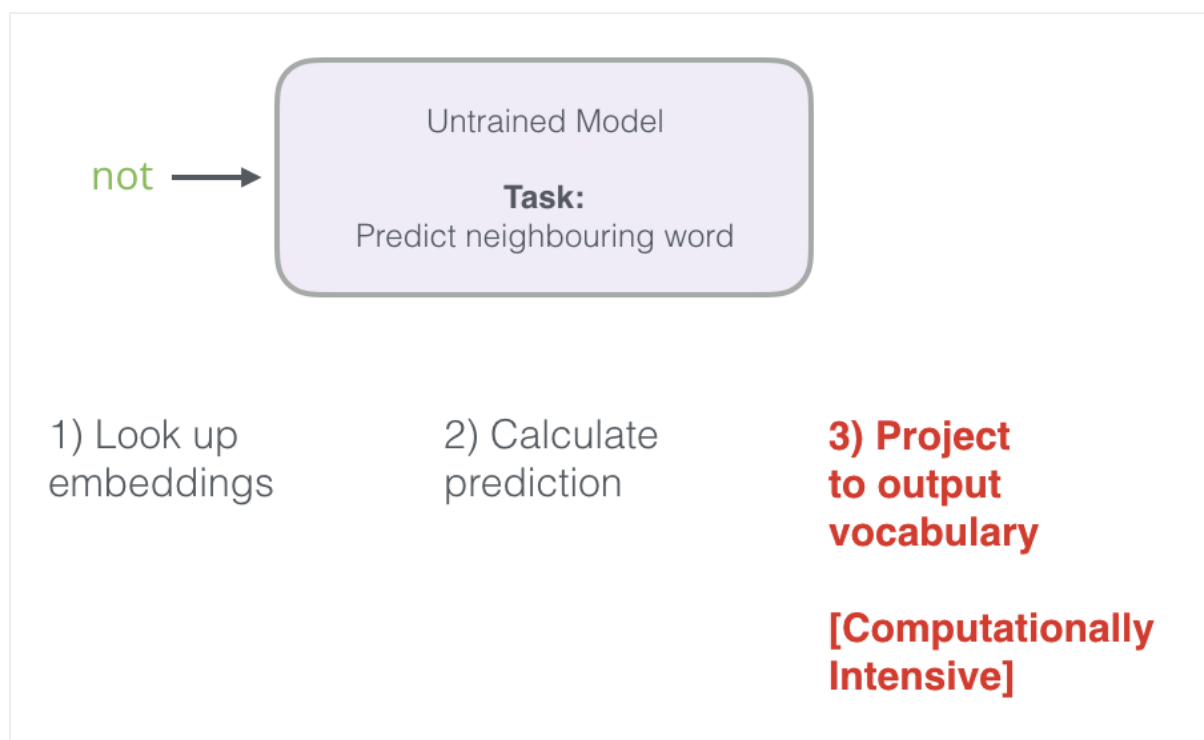 Untrained Model
not
Task:
Predict neighbouring word
1) Look up
embeddings
2) Calculate
prediction
3) Project
to output
vocabulary
[Computationally
Intensive]